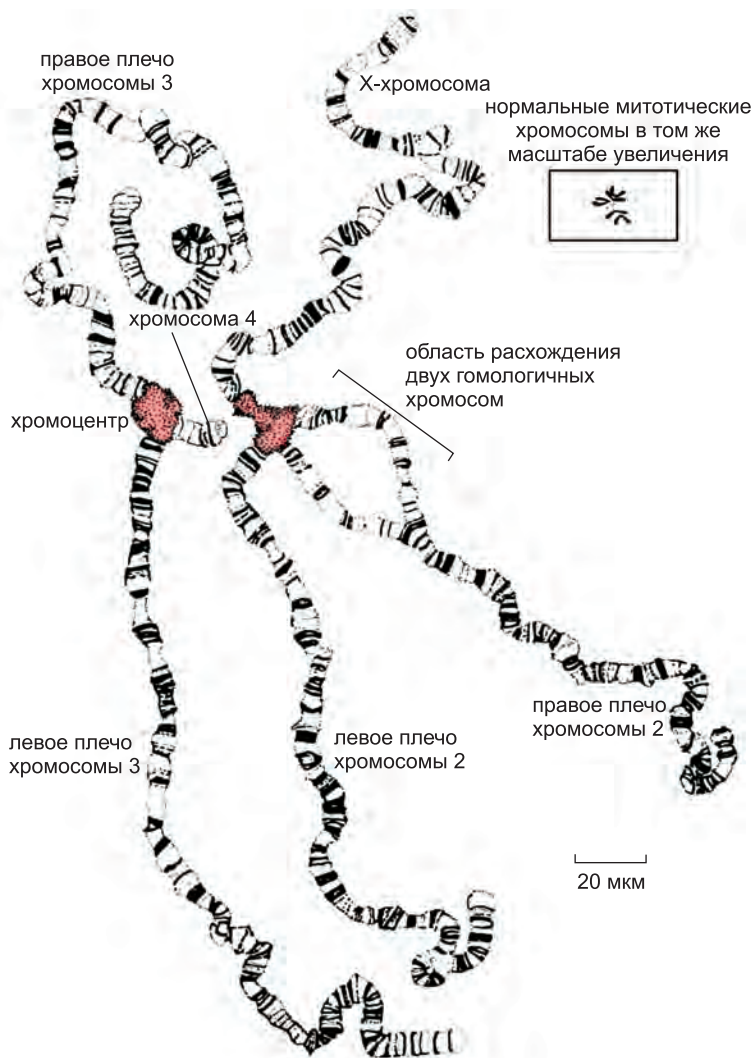 правое плечо
хромосомы 3
X-хромосома
нормальные митотические
хромосомы в том же
масштабе увеличения
хромосома 4
область расхождения
двух гомологичных
хромосом
хромоцентр
правое плечо
хромосомы 2
левое плечо
хромосомы 3
левое плечо
хромосомы 2
20 мкм